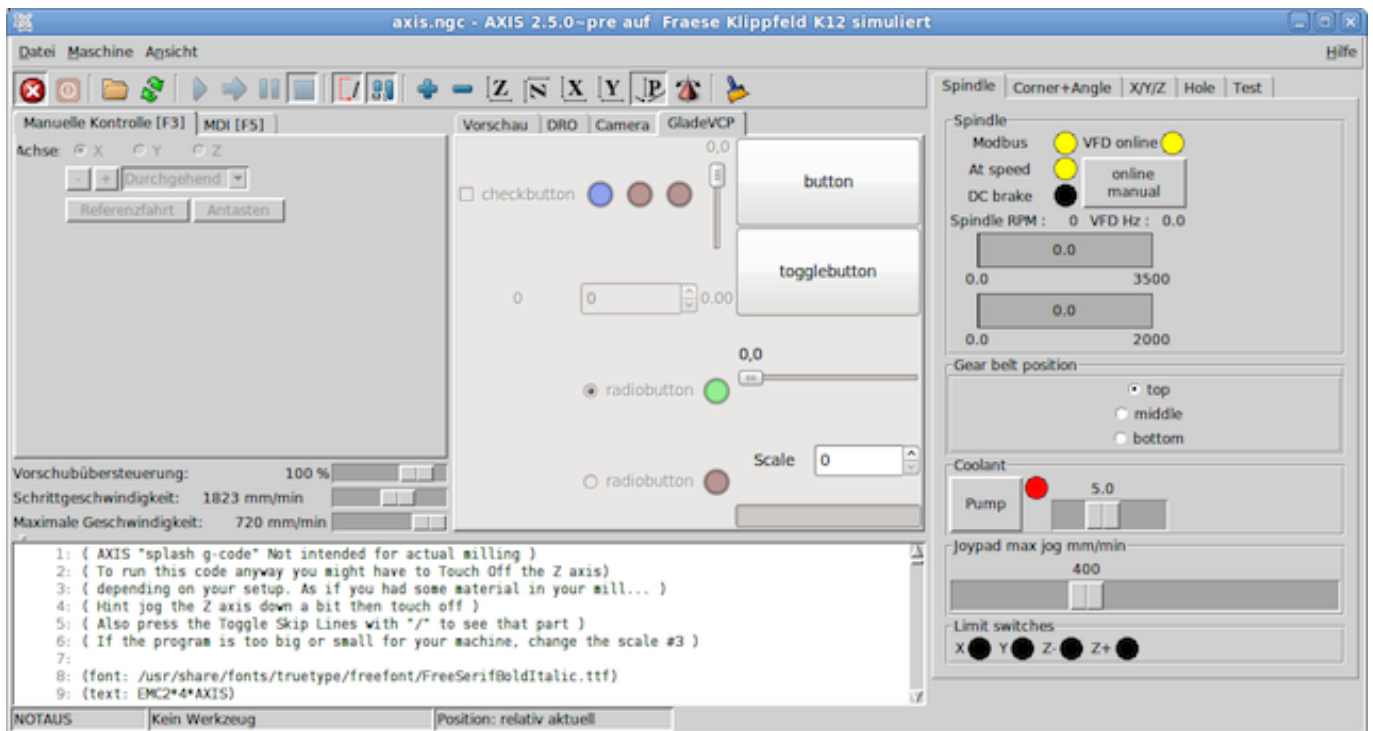 axis.ngc - AXIS 2.5.0~pre auf Fraese Klippfeld K12 simuliert
Datei Maschine Ansicht Hilfe
Z N X Y P
Manuelle Kontrolle [F3] MDI [F5]
Achse: X Y Z
- + Durchgehend
Referenzfahrt Antasten
Vorschubübersteuerung: 100 %
Schrittgeschwindigkeit: 1823 mm/min
Maximale Geschwindigkeit: 720 mm/min
Vorschau DRO Camera GladeVCP
0,0
checkbutton
button
togglebutton
0 0 0.00
0,0
radiobutton
Scale 0
radiobutton
Spindle Corner+Angle X/Y/Z Hole Test
Spindle
Modbus VFD online
At speed
online
manual
DC brake
Spindle RPM : 0 VFD Hz : 0.0
0.0
0.0 3500
0.0
0.0 2000
Gear belt position
top
middle
bottom
Coolant
Pump 5.0
Joypad max jog mm/min
400
Limit switches
X Y Z- Z+
1: ( AXIS "splash g-code" Not intended for actual milling )
2: ( To run this code anyway you might have to Touch Off the Z axis)
3: ( depending on your setup. As if you had some material in your mill... )
4: ( Hint jog the Z axis down a bit then touch off )
5: ( Also press the Toggle Skip Lines with "/" to see that part )
6: ( If the program is too big or small for your machine, change the scale #3 )
7:
8: (font: /usr/share/fonts/truetype/freefont/FreeSerifBoldItalic.ttf)
9: (text: EMC2*4*AXIS)
NOTAUS Kein Werkzeug Position: relativ aktuell